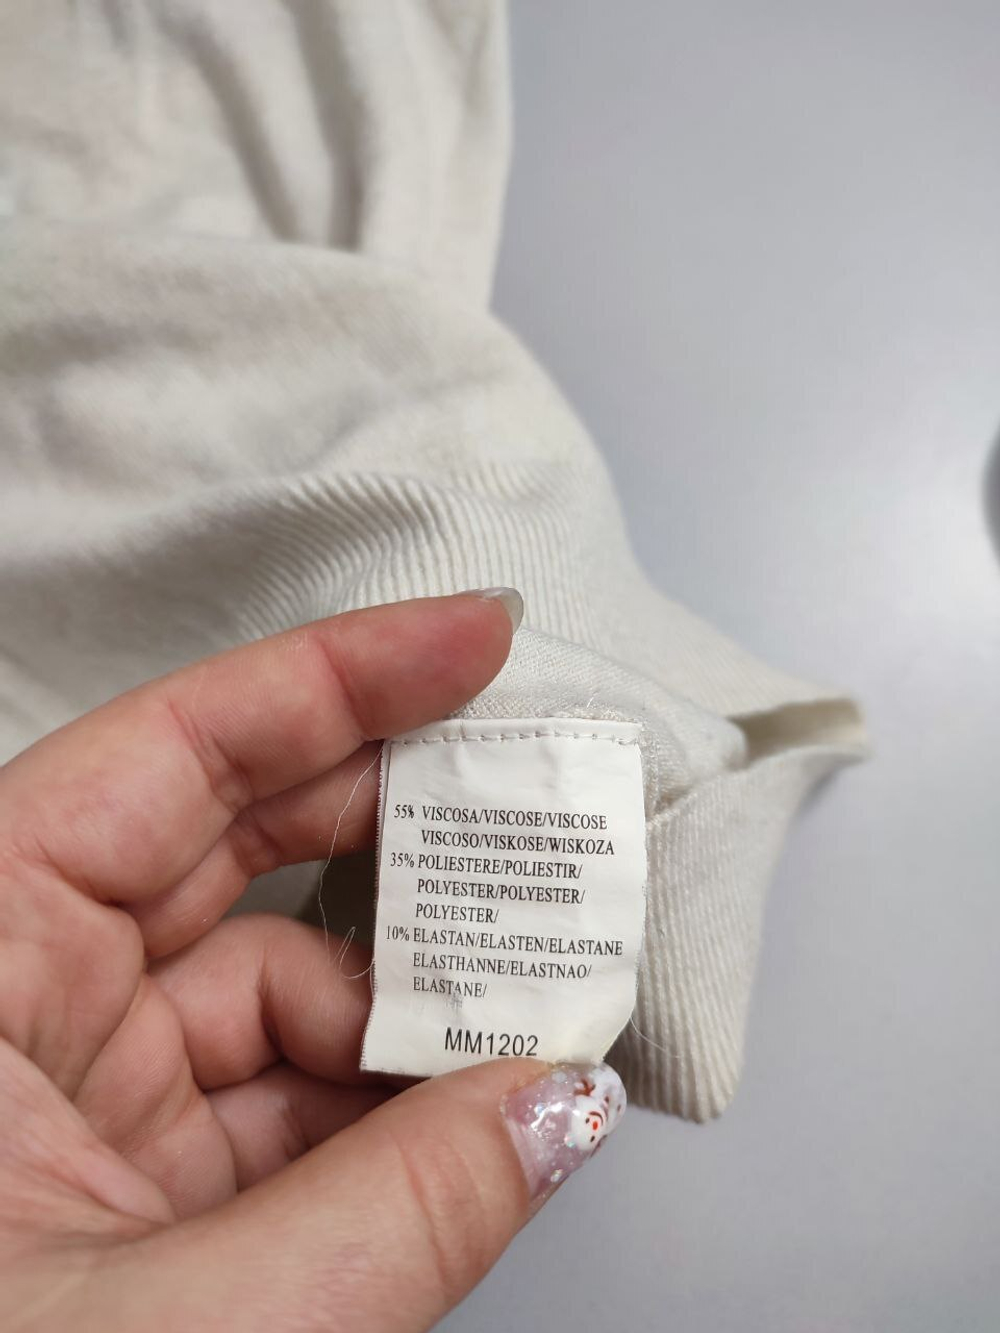 55% VISCOSA/VISCOSE/VISCOSE
VISCOSO/VISKOSE/WISKOZA
35% POLIESTERE/POLIESTIR/
POLYESTER/POLYESTER/
POLYESTER/
10% ELASTAN/ELASTEN/ELASTANE
ELASTHANNE/ELASTNAO/
ELASTANE/
MM1202